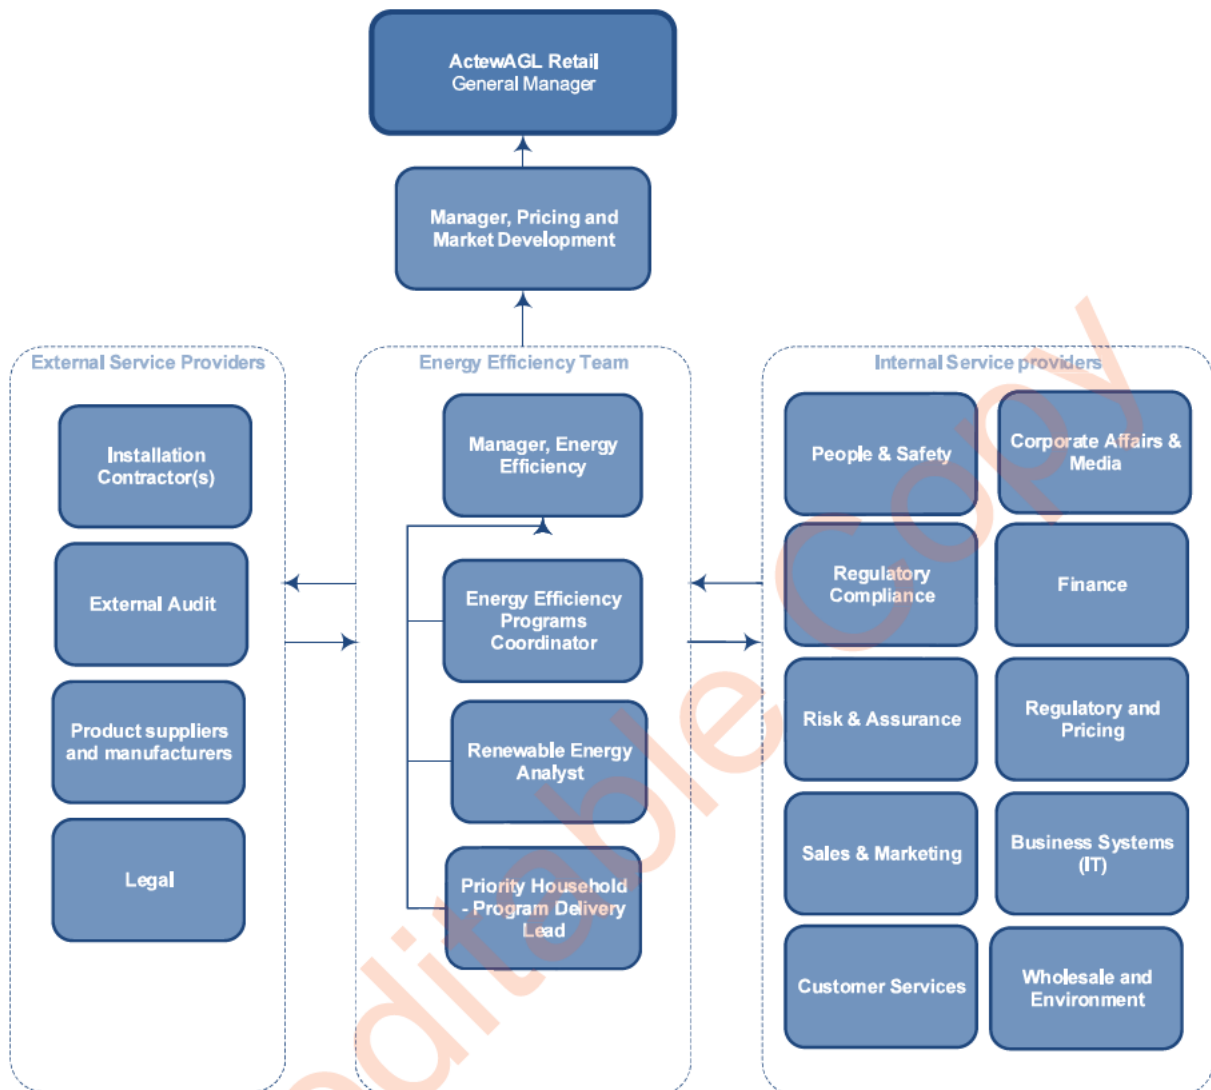 ActewAGL Retail
General Manager
Manager, Pricing and
Market Development
External Service Providers
Installation
Contractor(s)
External Audit
Product suppliers
and manufacturers
Legal
Energy Efficiency Team
Manager, Energy
Efficiency
Energy Efficiency
Programs
Coordinator
Renewable Energy
Analyst
Priority Household
- Program Delivery
Lead
Internal Service providers
People & Safety
Corporate Affairs &
Media
Regulatory
Compliance
Finance
Risk & Assurance
Regulatory and
Pricing
Sales & Marketing
Business Systems
(IT)
Customer Services
Wholesale and
Environment
ditable Copy